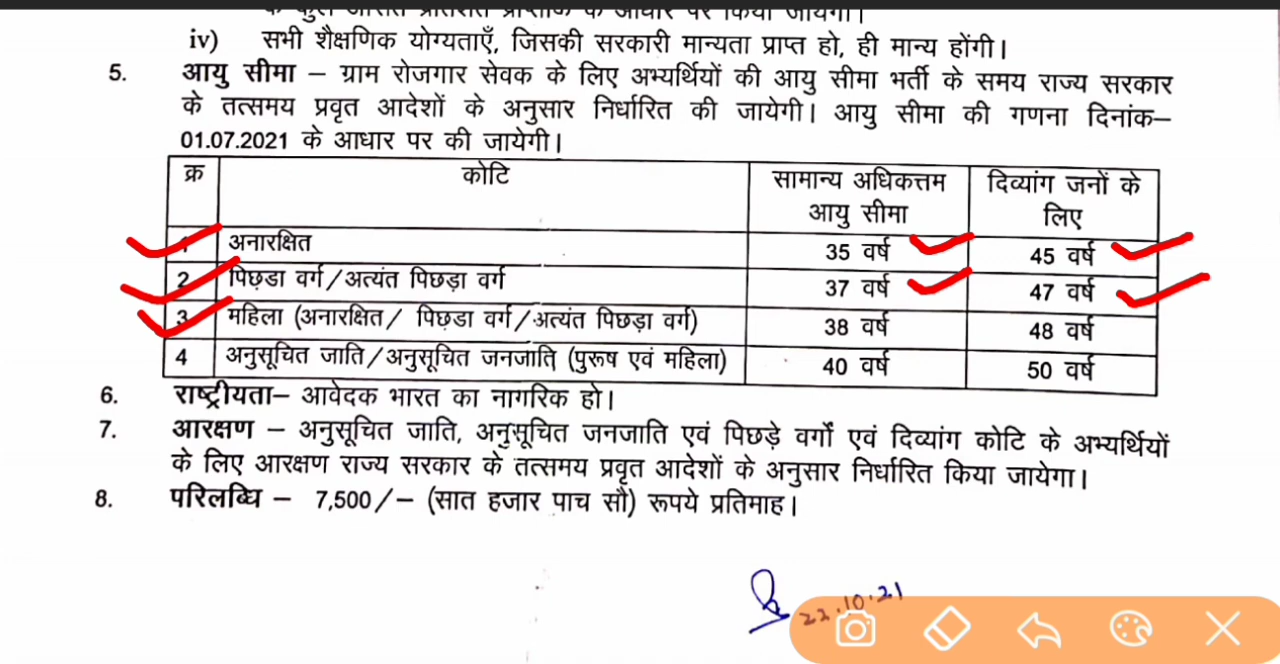 के कुल आसित प्रतिशत प्राप्तांक के आधार पर किया जायेगा।
iv) सभी शैक्षणिक योग्यताएँ, जिसकी सरकारी मान्यता प्राप्त हो, ही मान्य होंगी।
5. आयु सीमा – ग्राम रोजगार सेवक के लिए अभ्यर्थियों की आयु सीमा भर्ती के समय राज्य सरकार
के तत्समय प्रवृत आदेशों के अनुसार निर्धारित की जायेगी। आयु सीमा की गणना दिनांक–
01.07.2021 के आधार पर की जायेगी।
क्र कोटि सामान्य अधिकत्तम आयु सीमा दिव्यांग जनों के लिए
1 अनारक्षित 35 वर्ष 45 वर्ष
2 पिछडा वर्ग/अत्यंत पिछड़ा वर्ग 37 वर्ष 47 वर्ष
3 महिला (अनारक्षित/ पिछडा वर्ग/अत्यंत पिछड़ा वर्ग) 38 वर्ष 48 वर्ष
4 अनुसूचित जाति/अनुसूचित जनजाति (पुरूष एवं महिला) 40 वर्ष 50 वर्ष
6. राष्ट्रीयता– आवेदक भारत का नागरिक हो।
7. आरक्षण – अनुसूचित जाति, अनुसूचित जनजाति एवं पिछड़े वर्गों एवं दिव्यांग कोटि के अभ्यर्थियों
के लिए आरक्षण राज्य सरकार के तत्समय प्रवृत आदेशों के अनुसार निर्धारित किया जायेगा।
8. परिलब्धि – 7,500/– (सात हजार पाच सौ) रूपये प्रतिमाह।
22.10.21